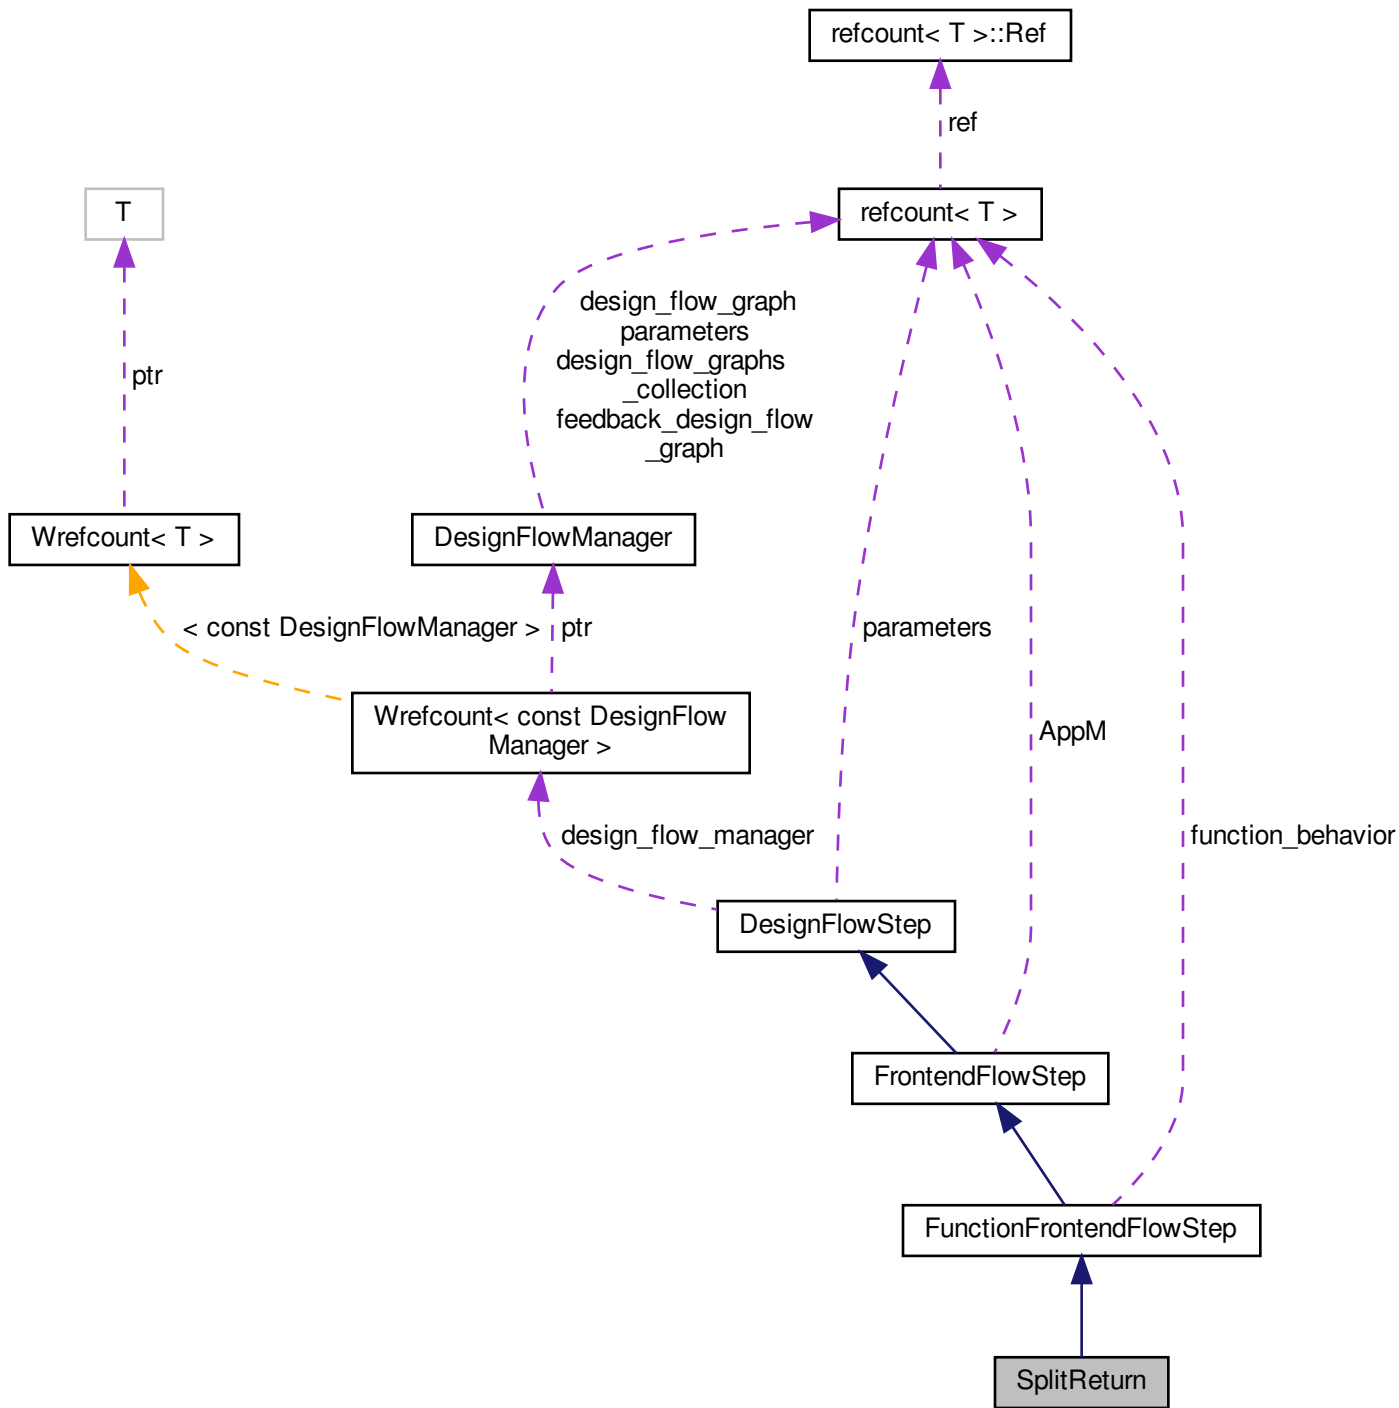 refcount< T >::Ref
ref
T
refcount< T >
design_flow_graph
parameters
design_flow_graphs
_collection
feedback_design_flow
_graph
ptr
Wrefcount< T >
DesignFlowManager
< const DesignFlowManager >
ptr
parameters
Wrefcount< const DesignFlow
Manager >
AppM
design_flow_manager
function_behavior
DesignFlowStep
FrontendFlowStep
FunctionFrontendFlowStep
SplitReturn